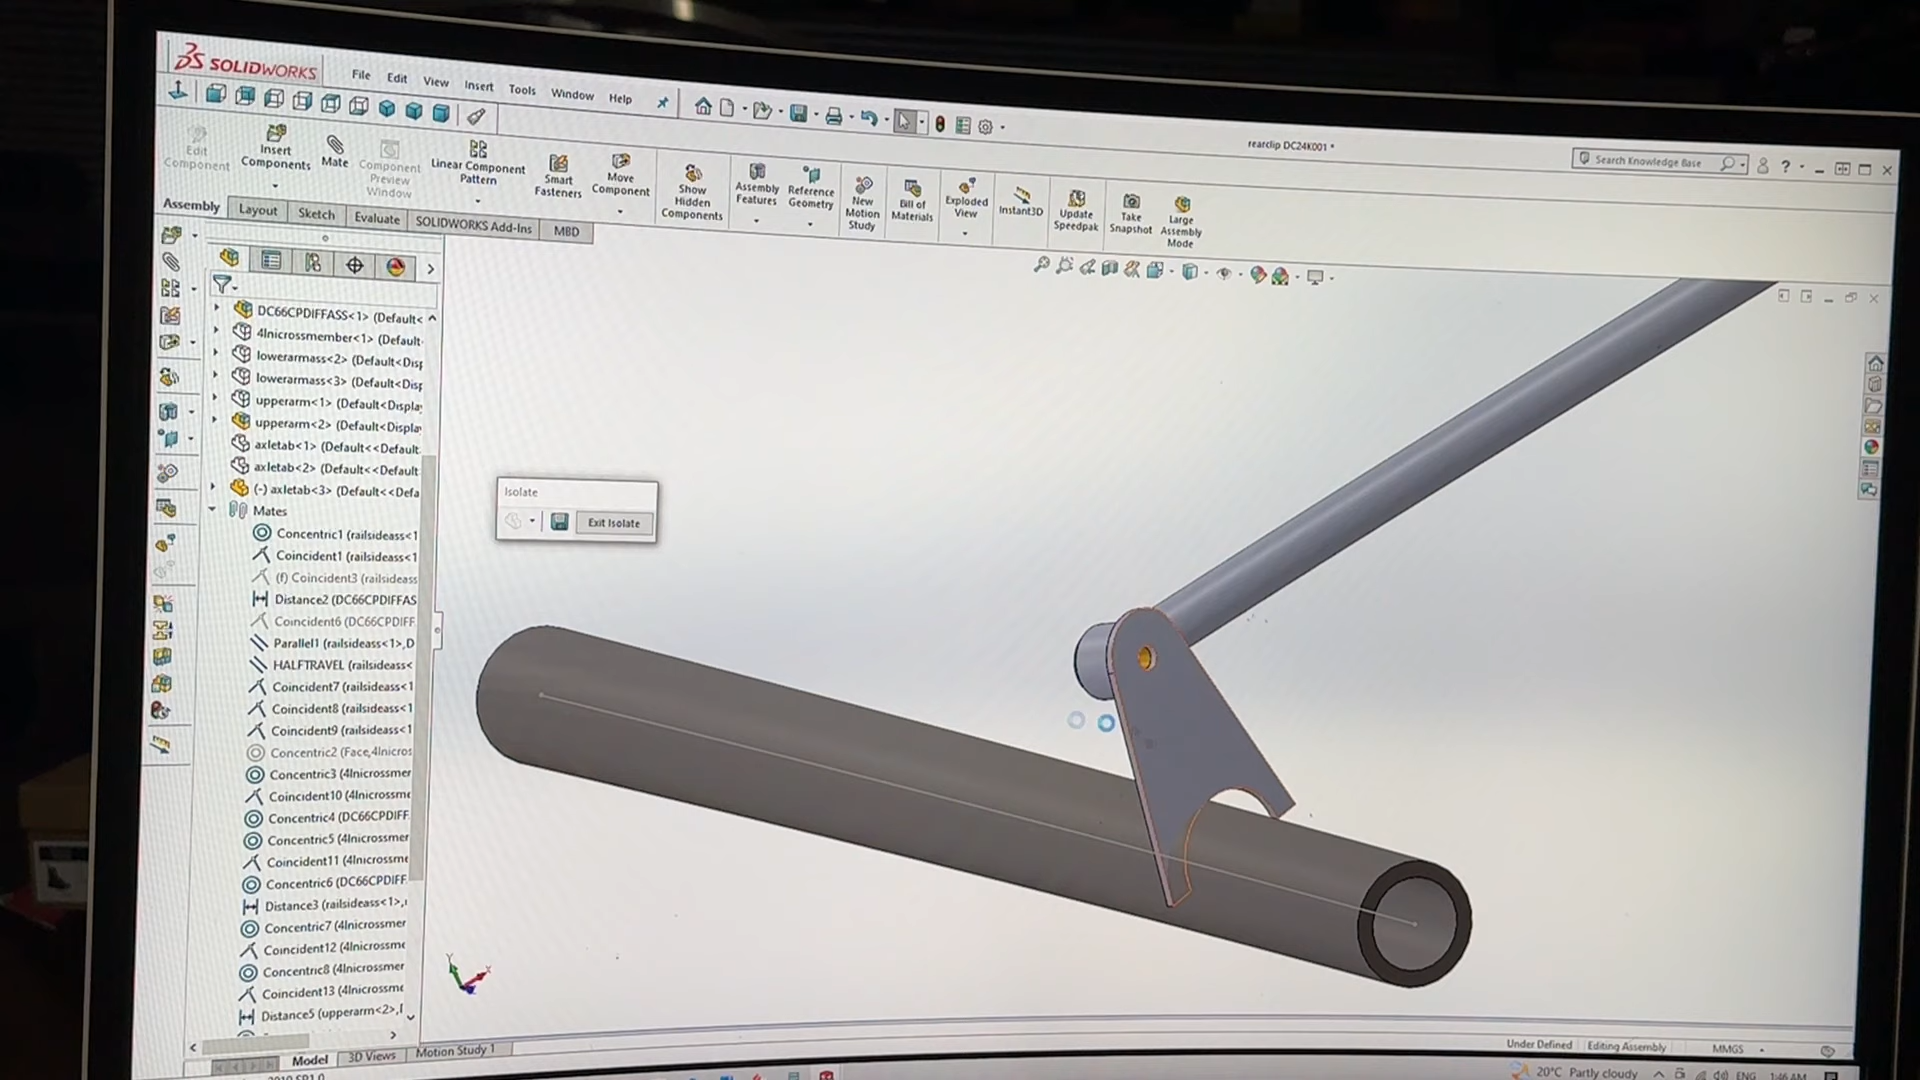 SOLIDWORKS
File Edit View Insert Tools Window Help
rearclip DC24K001 *
Search Knowledge Base
Edit Component
Insert Components
Mate
Component Preview Window
Linear Component Pattern
Smart Fasteners
Move Component
Show Hidden Components
Assembly Features
Reference Geometry
New Motion Study
Bill of Materials
Exploded View
Instant3D
Update Speedpak
Take Snapshot
Large Assembly Mode
Assembly Layout Sketch Evaluate SOLIDWORKS Add-Ins MBD
DC66CPDIFFASS<1> (Default<
4lnicrossmember<1> (Default
lowerarmass<2> (Default<Disp
lowerarmass<3> (Default<Disp
upperarm<1> (Default<Display
upperarm<2> (Default<Display
axletab<1> (Default<<Default
axletab<2> (Default<<Default
(-) axletab<3> (Default<<Defa
Mates
Concentric1 (railsideass<1
Coincident1 (railsideass<1
(f) Coincident3 (railsideass
Distance2 (DC66CPDIFFAS
Coincident6 (DC66CPDIFF
Parallel1 (railsideass<1>,D
HALFTRAVEL (railsideass<
Coincident7 (railsideass<1
Coincident8 (railsideass<1
Coincident9 (railsideass<1
Concentric2 (Face,4lnicros
Concentric3 (4lnicrossmer
Coincident10 (4lnicrossme
Concentric4 (DC66CPDIFF
Concentric5 (4lnicrossmer
Coincident11 (4lnicrossme
Concentric6 (DC66CPDIFF
Distance3 (railsideass<1>,
Concentric7 (4lnicrossmer
Coincident12 (4lnicrossme
Concentric8 (4lnicrossmer
Coincident13 (4lnicrossme
Distance5 (upperarm<2>,
Isolate
Exit Isolate
Y
X
Model 3D Views Motion Study 1
Under Defined Editing Assembly MMGS
20°C Partly cloudy ENG 1:46 AM